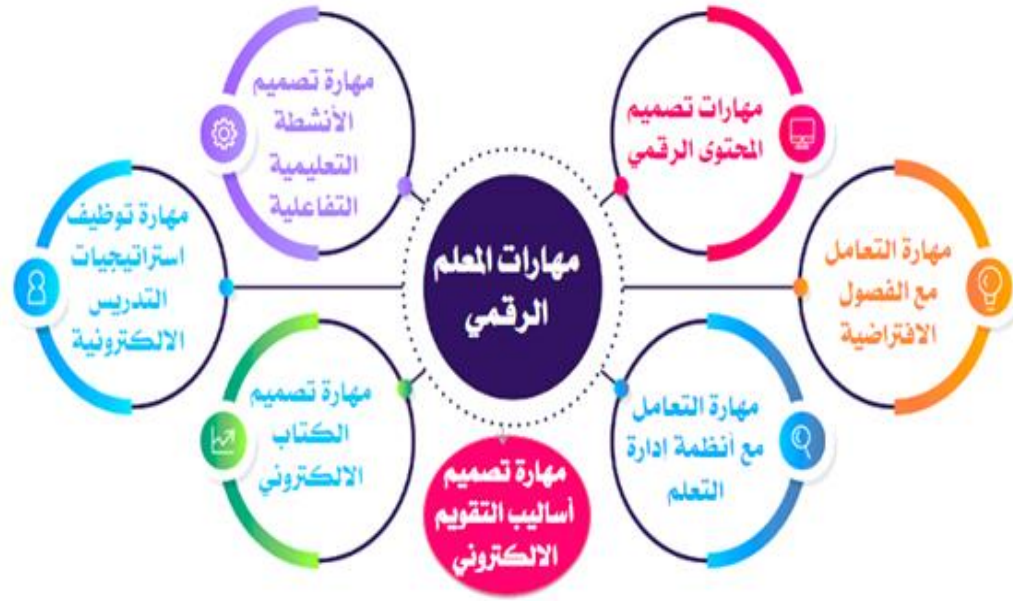 مهارات المعلم
الرقمي
مهارات تصميم
المحتوى الرقمي
مهارة التعامل
مع الفصول
الافتراضية
مهارة التعامل
مع أنظمة ادارة
التعلم
مهارة تصميم
أساليب التقويم
الالكتروني
مهارة تصميم
الكتاب
الالكتروني
مهارة توظيف
استراتيجيات
التدريس
الالكترونية
مهارة تصميم
الأنشطة
التعليمية
التفاعلية